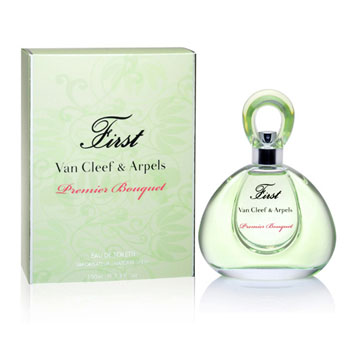 First
Van Cleef & Arpels
Premier Bouquet
EAU DE TOILETTE
First
Van Cleef & Arpels
Premier Bouquet